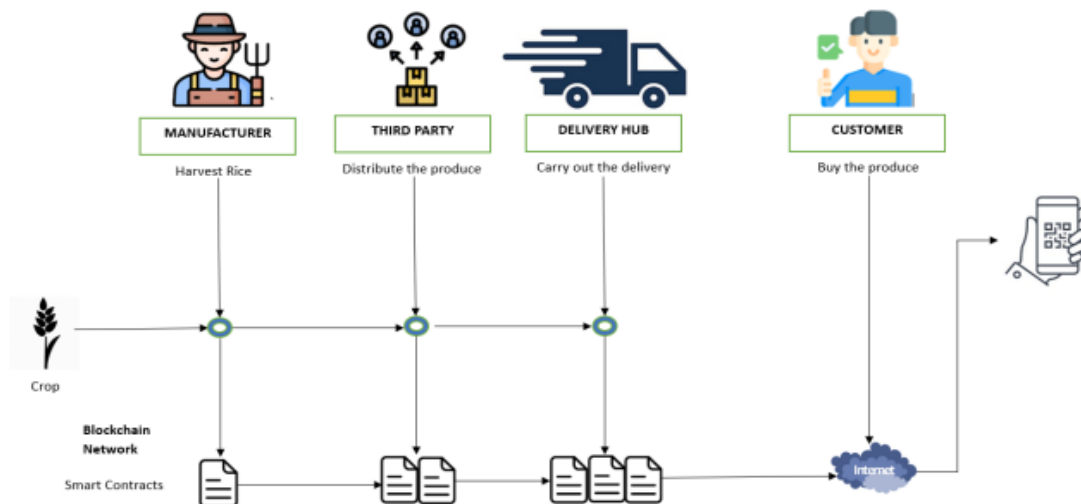 MANUFACTURER
THIRD PARTY
DELIVERY HUB
CUSTOMER
Harvest Rice
Distribute the produce
Carry out the delivery
Buy the produce
Crop
Blockchain
Network
Smart Contracts
Internet